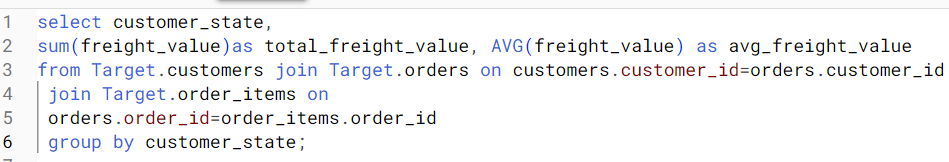 1 select customer_state,
2 sum(freight_value)as total_freight_value, AVG(freight_value) as avg_freight_value
3 from Target.customers join Target.orders on customers.customer_id=orders.customer_id
4 join Target.order_items on
5 orders.order_id=order_items.order_id
6 group by customer_state;